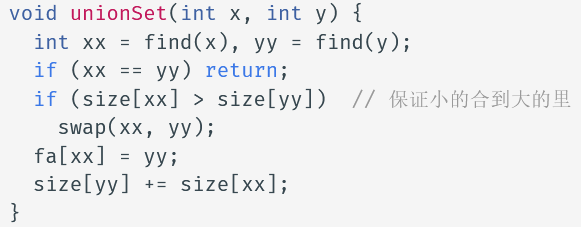 void unionSet(int x, int y) {
  int xx = find(x), yy = find(y);
  if (xx == yy) return;
  if (size[xx] > size[yy])  // 保证小的合到大的里
    swap(xx, yy);
  fa[xx] = yy;
  size[yy] += size[xx];
}